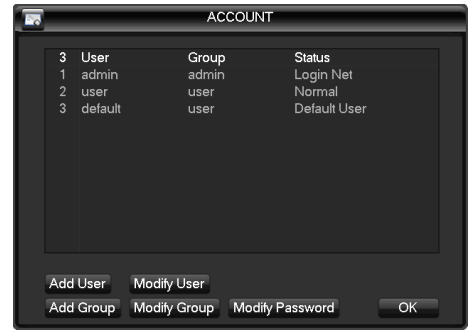 ACCOUNT
3 User Group Status
1 admin admin Login Net
2 user user Normal
3 default user Default User
Add User Modify User
Add Group Modify Group Modify Password OK